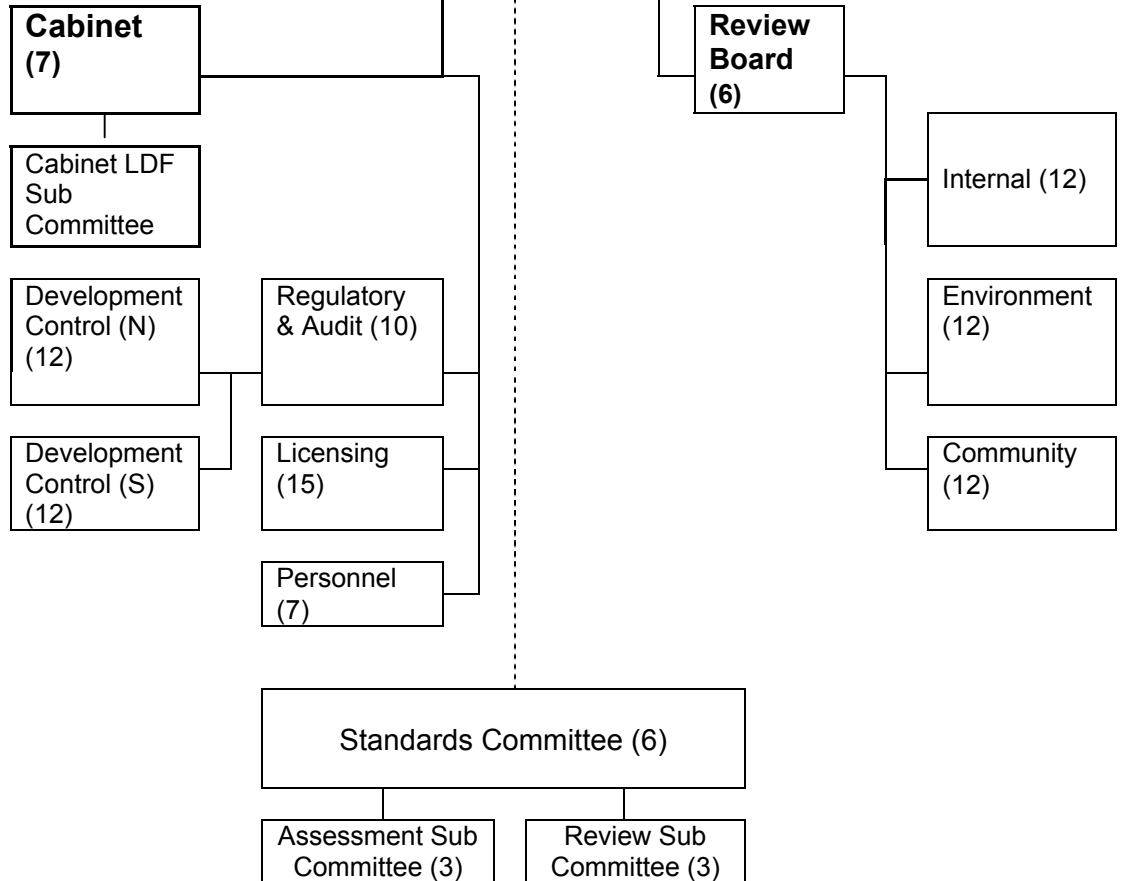 Cabinet
(7)
Review
Board
(6)
Cabinet LDF
Sub
Committee
Internal (12)
Development
Control (N)
(12)
Regulatory
& Audit (10)
Environment
(12)
Development
Control (S)
(12)
Licensing
(15)
Community
(12)
Personnel
(7)
Standards Committee (6)
Assessment Sub
Committee (3)
Review Sub
Committee (3)